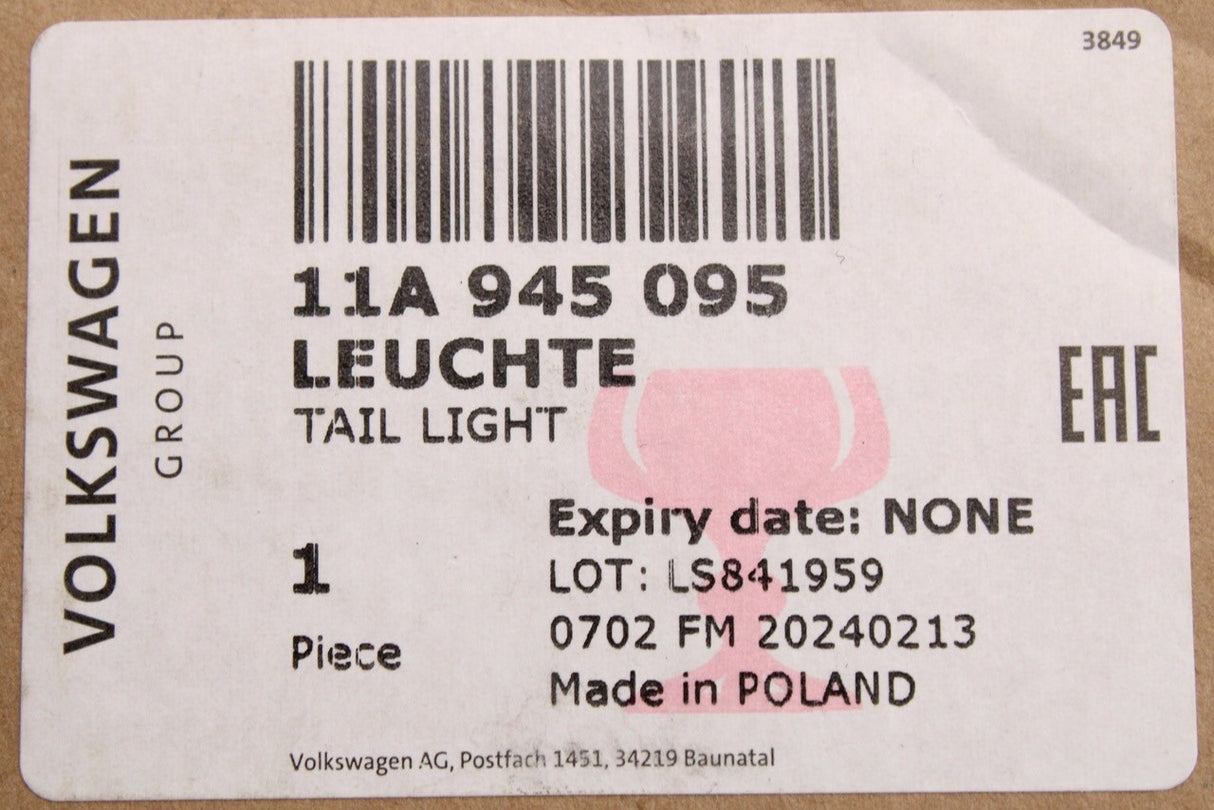 3849
VOLKSWAGEN
GROUP
11A 945 095
LEUCHTE
TAIL LIGHT
EAC
Expiry date: NONE
1
LOT: LS841959
0702 FM 20240213
Piece
Made in POLAND
Volkswagen AG, Postfach 1451, 34219 Baunatal